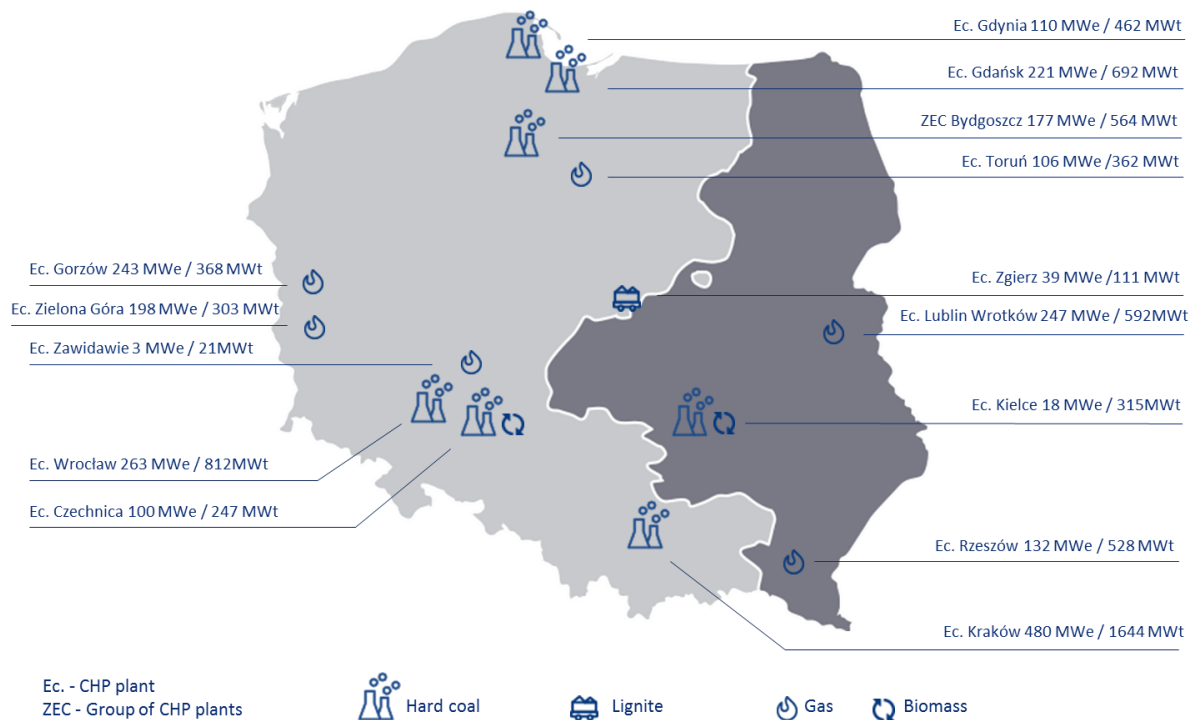 Ec. Gdynia 110 MWe / 462 MWt
Ec. Gdańsk 221 MWe / 692 MWt
ZEC Bydgoszcz 177 MWe / 564 MWt
Ec. Toruń 106 MWe /362 MWt
Ec. Gorzów 243 MWe / 368 MWt
Ec. Zielona Góra 198 MWe / 303 MWt
Ec. Zawidawie 3 MWe / 21MWt
Ec. Wrocław 263 MWe / 812MWt
Ec. Czechnica 100 MWe / 247 MWt
Ec. Zgierz 39 MWe /111 MWt
Ec. Lublin Wrotków 247 MWe / 592MWt
Ec. Kielce 18 MWe / 315MWt
Ec. Rzeszów 132 MWe / 528 MWt
Ec. Kraków 480 MWe / 1644 MWt
Ec. - CHP plant
ZEC - Group of CHP plants
Hard coal
Lignite
Gas
Biomass